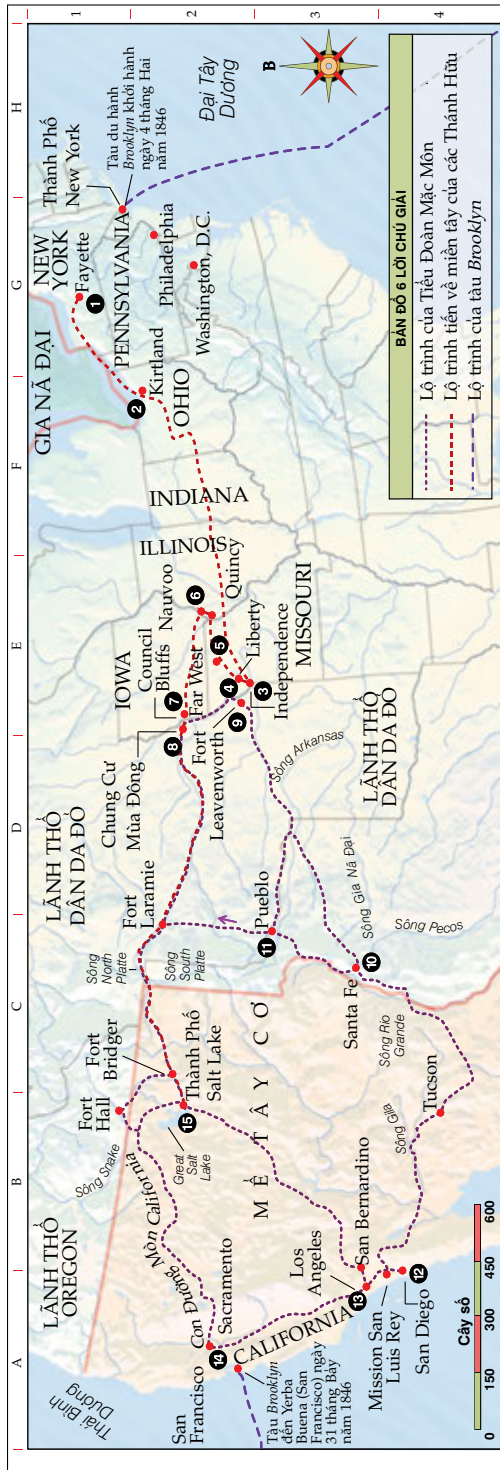 A
B
C
D
E
F
G
H
1
2
3
4
Thái Bình
Dương
LÃNH THỔ
OREGON
Sông Snake
Fort
Hall
Fort
Bridger
Sông
North
Platte
Sông
South
Platte
Fort
Laramie
LÃNH THỔ
DÂN DA ĐỎ
Chung Cư
Mùa Đông
8
7
IOWA
Council
Bluffs
Nauvoo
6
ILLINOIS
INDIANA
OHIO
2
Kirtland
GIA NÃ ĐẠI
1
NEW
YORK
Fayette
PENNSYLVANIA
Philadelphia
Washington, D.C.
Thành Phố
New York
Tàu du hành
Brooklyn khởi hành
ngày 4 tháng Hai
năm 1846
Đại Tây
Dương
B
San
Francisco
14
Con Đường Mòn California
Sacramento
Great
Salt
Lake
15
Thành Phố
Salt Lake
Far West
5
Quincy
4
Liberty
Leavenworth
Fort
9
3
Independence
MISSOURI
CALIFORNIA
Tàu Brooklyn
đến Yerba
Buena (San
Francisco) ngày
31 tháng Bảy
năm 1846
MỄ TÂY CƠ
Pueblo
11
Sông Arkansas
LÃNH THỔ
DÂN DA ĐỎ
Los
Angeles
13
San Bernardino
Mission San
Luis Rey
San Diego
12
Sông Gila
Tucson
Sông Rio
Grande
Santa Fe
10
Sông Gia Nã Đại
Sông Pecos
Cây số
0 150 300 450 600
BẢN ĐỒ 6 LỜI CHÚ GIẢI
Lộ trình của Tiểu Đoàn Mặc Môn
Lộ trình tiến về miền tây của các Thánh Hữu
Lộ trình của tàu Brooklyn